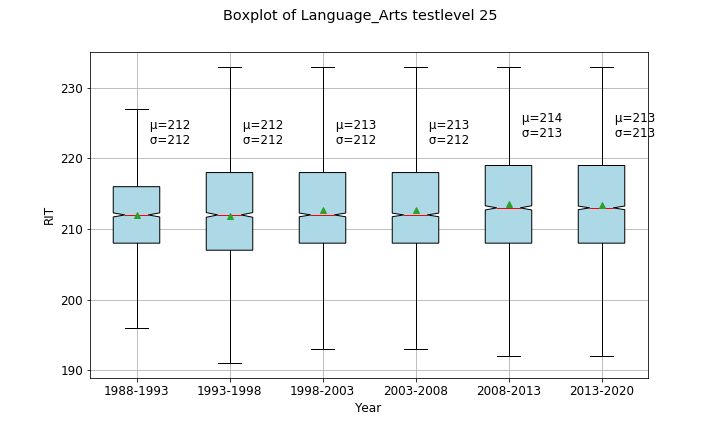 Boxplot of Language_Arts testlevel 25
230
220
210
200
190
RIT
μ=212
σ=212
μ=212
σ=212
μ=213
σ=212
μ=213
σ=212
μ=214
σ=213
μ=213
σ=213
1988-1993
1993-1998
1998-2003
2003-2008
2008-2013
2013-2020
Year